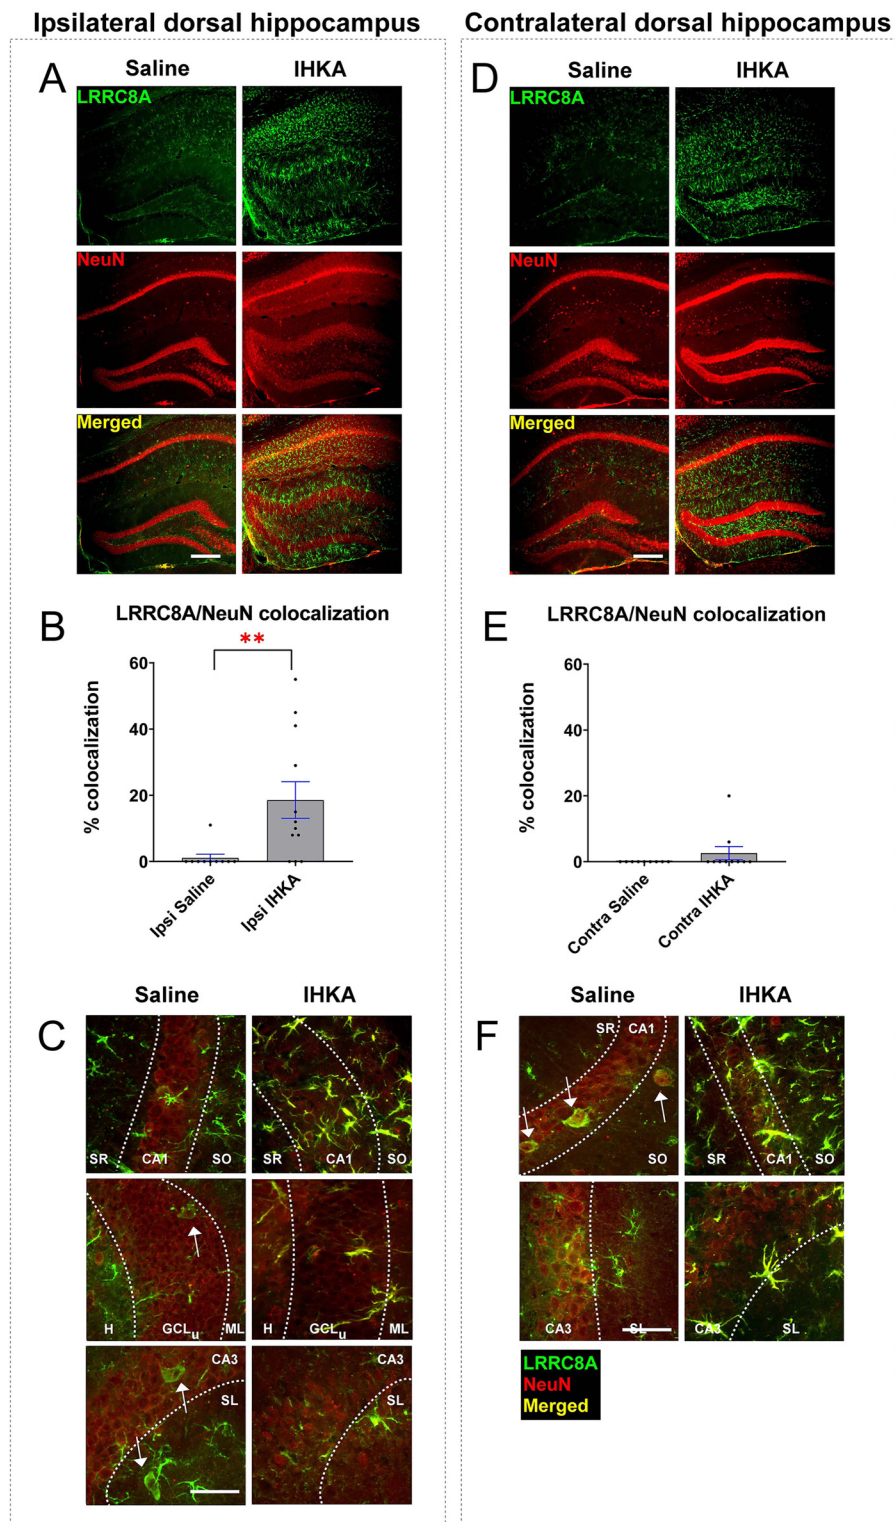 Ipsilateral dorsal hippocampus
A
Saline
IHKA
LRRC8A
NeuN
Merged
B
LRRC8A/NeuN colocalization
**
60
40
20
0
% colocalization
Ipsi Saline
Ipsi IHKA
C
Saline
IHKA
SR
CA1
SO
SR
CA1
SO
H
GCLu
ML
H
GCLu
ML
CA3
SL
CA3
SL
Contralateral dorsal hippocampus
D
Saline
IHKA
LRRC8A
NeuN
Merged
E
LRRC8A/NeuN colocalization
60
40
20
0
% colocalization
Contra Saline
Contra IHKA
F
Saline
IHKA
SR
CA1
SO
SR
CA1
SO
CA3
SL
CA3
SL
LRRC8A
NeuN
Merged